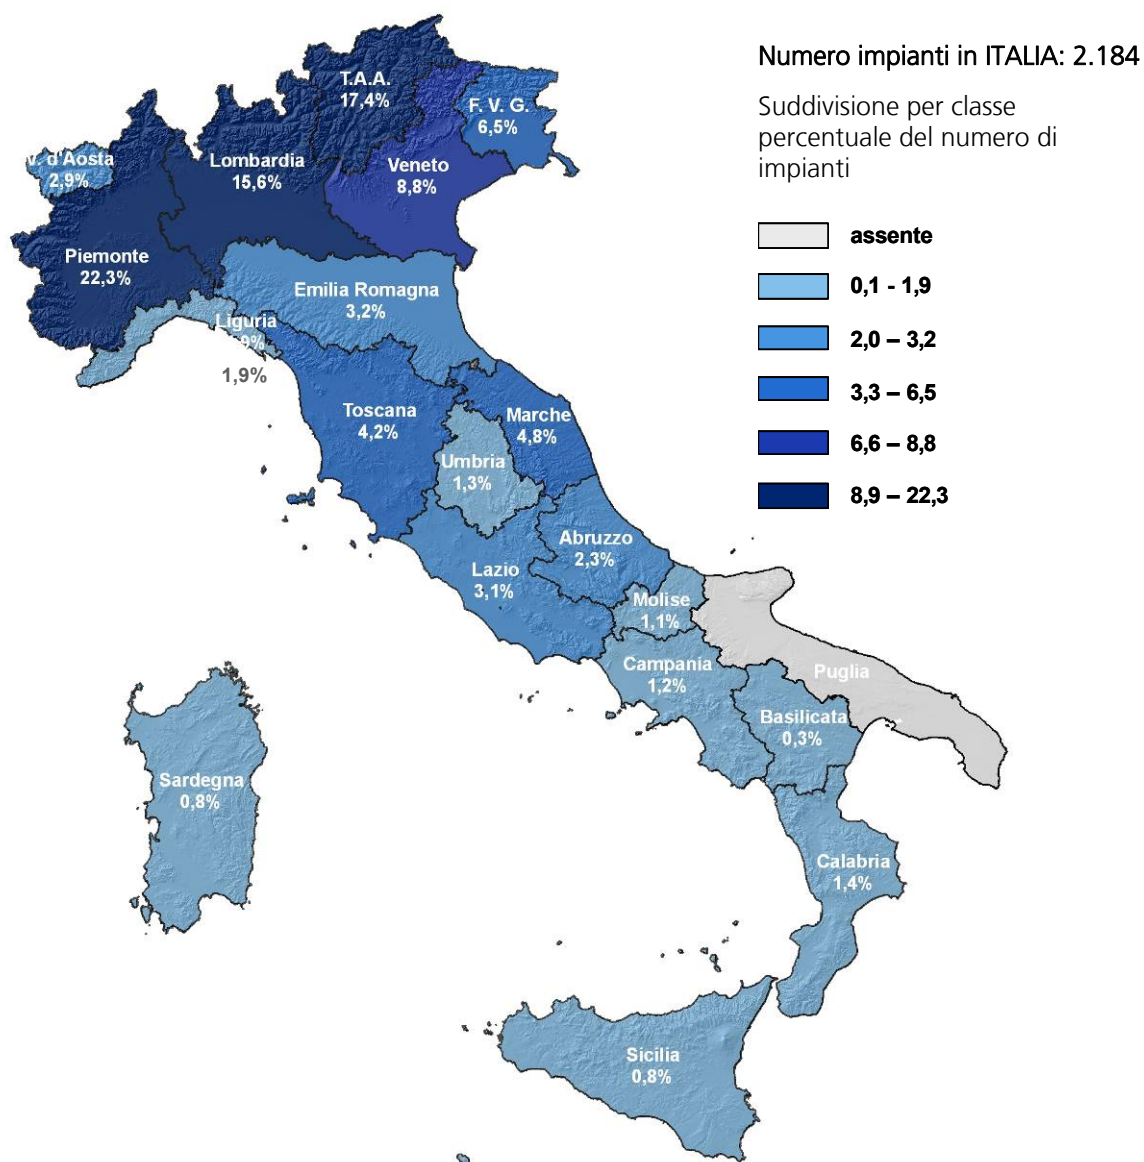 Numero impianti in ITALIA: 2.184
Suddivisione per classe
percentuale del numero di
impianti
assente
0,1 - 1,9
2,0 – 3,2
3,3 – 6,5
6,6 – 8,8
8,9 – 22,3
T.A.A.
17,4%
F. V. G.
6,5%
v. d'Aosta
2,9%
Lombardia
15,6%
Veneto
8,8%
Piemonte
22,3%
Emilia Romagna
3,2%
Liguria
1,9%
Toscana
4,2%
Marche
4,8%
Umbria
1,3%
Abruzzo
2,3%
Lazio
3,1%
Molise
1,1%
Campania
1,2%
Puglia
Basilicata
0,3%
Sardegna
0,8%
Calabria
1,4%
Sicilia
0,8%